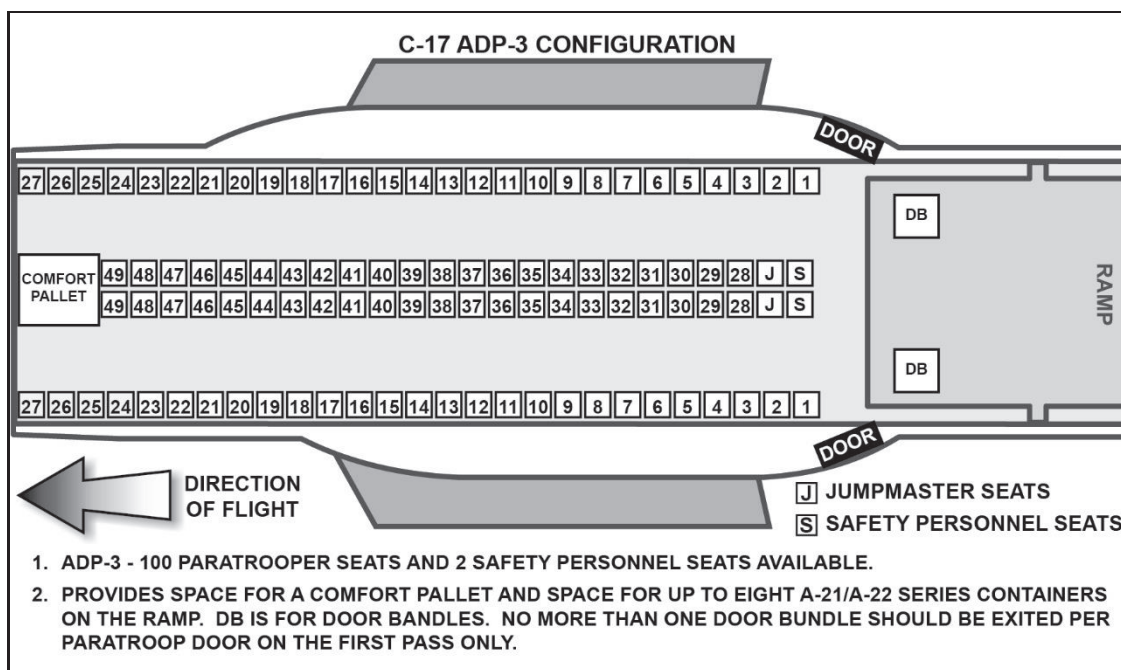 C-17 ADP-3 CONFIGURATION
DOOR
27 26 25 24 23 22 21 20 19 18 17 16 15 14 13 12 11 10 9 8 7 6 5 4 3 2 1
DB
COMFORT
PALLET
49 48 47 46 45 44 43 42 41 40 39 38 37 36 35 34 33 32 31 30 29 28 J S
49 48 47 46 45 44 43 42 41 40 39 38 37 36 35 34 33 32 31 30 29 28 J S
RAMP
DB
27 26 25 24 23 22 21 20 19 18 17 16 15 14 13 12 11 10 9 8 7 6 5 4 3 2 1
DOOR
DIRECTION
OF FLIGHT
J JUMPMASTER SEATS
S SAFETY PERSONNEL SEATS
1. ADP-3 - 100 PARATROOPER SEATS AND 2 SAFETY PERSONNEL SEATS AVAILABLE.
2. PROVIDES SPACE FOR A COMFORT PALLET AND SPACE FOR UP TO EIGHT A-21/A-22 SERIES CONTAINERS
ON THE RAMP. DB IS FOR DOOR BANDLES. NO MORE THAN ONE DOOR BUNDLE SHOULD BE EXITED PER
PARATROOP DOOR ON THE FIRST PASS ONLY.